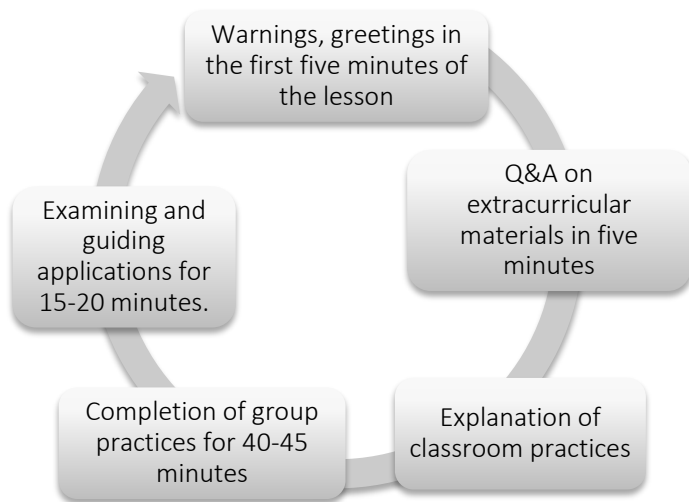 Warnings, greetings in
the first five minutes of
the lesson
Q&A on
extracurricular
materials in five
minutes
Explanation of
classroom practices
Completion of group
practices for 40-45
minutes
Examining and
guiding
applications for
15-20 minutes.